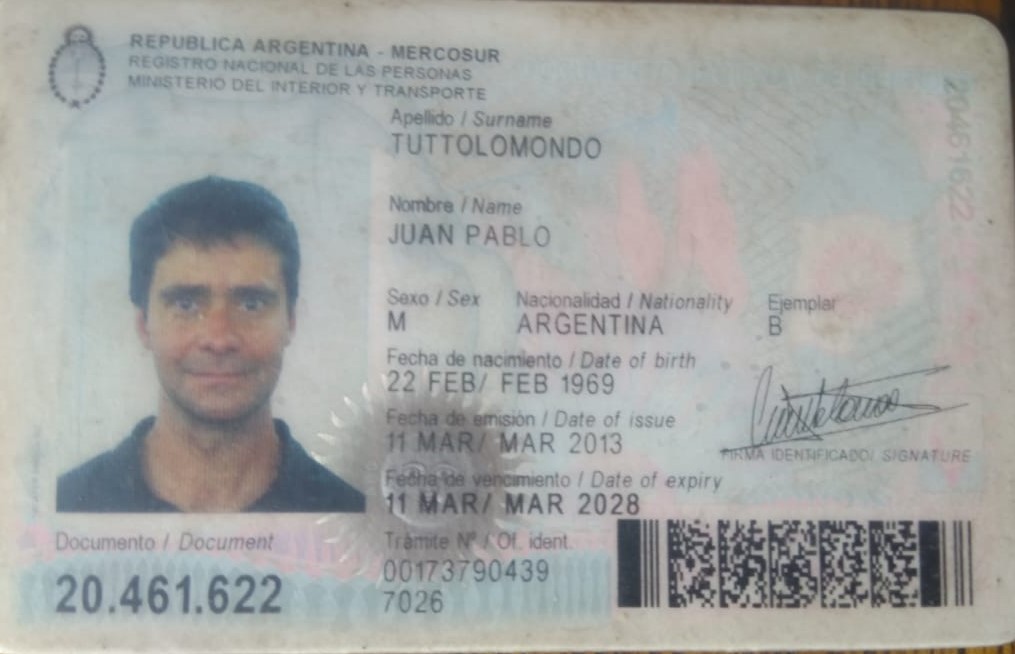 REPUBLICA ARGENTINA - MERCOSUR
REGISTRO NACIONAL DE LAS PERSONAS
MINISTERIO DEL INTERIOR Y TRANSPORTE
Apellido / Surname
TUTTOLOMONDO
Nombre / Name
JUAN PABLO
Sexo / Sex Nacionalidad / Nationality Ejemplar
M ARGENTINA B
Fecha de nacimiento / Date of birth
22 FEB/ FEB 1969
Fecha de emisión / Date of issue
11 MAR/ MAR 2013
FIRMA IDENTIFICADO/ SIGNATURE
Fecha de vencimiento / Date of expiry
11 MAR/ MAR 2028
Documento / Document
20.461.622
Trámite Nº / Of. ident.
00173790439
7026
20461622